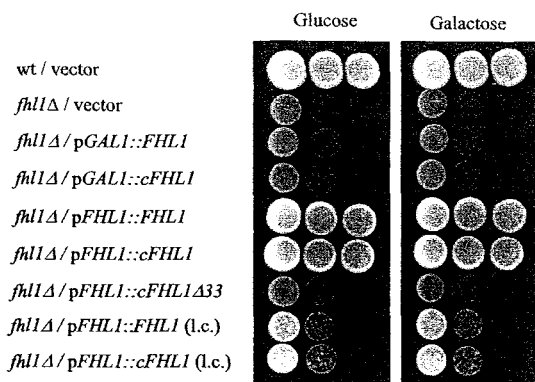 Glucose Galactose
wt / vector
fhl1Δ / vector
fhl1Δ / pGAL1::FHL1
fhl1Δ / pGAL1::cFHL1
fhl1Δ / pFHL1::FHL1
fhl1Δ / pFHL1::cFHL1
fhl1Δ / pFHL1::cFHL1Δ33
fhl1Δ / pFHL1::FHL1 (l.c.)
fhl1Δ / pFHL1::cFHL1 (l.c.)